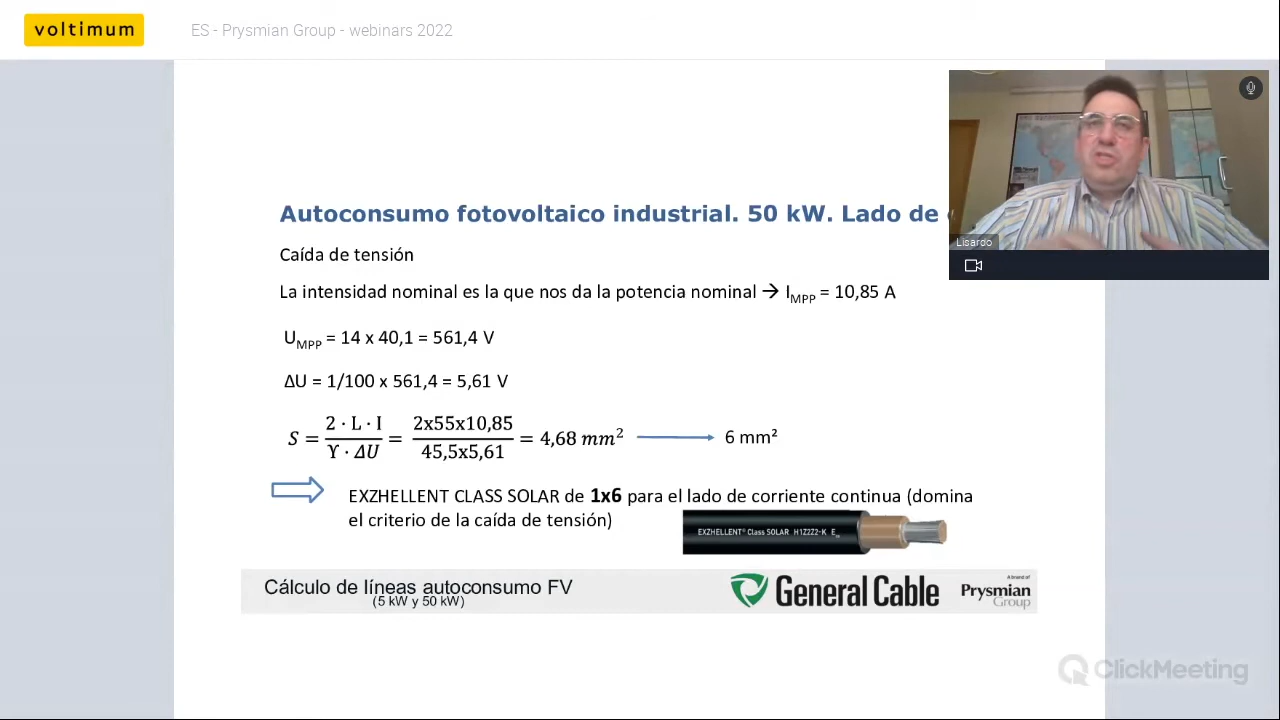 voltimum
ES - Prysmian Group - webinars 2022
Autoconsumo fotovoltaico industrial. 50 kW. Lado de
Lisardo
Caída de tensión
La intensidad nominal es la que nos da la potencia nominal → I_MPP = 10,85 A
U_MPP = 14 x 40,1 = 561,4 V
ΔU = 1/100 x 561,4 = 5,61 V
S = (2 · L · I)/(ϒ · ΔU) = (2x55x10,85)/(45,5x5,61) = 4,68 mm² → 6 mm²
EXZHELLENT CLASS SOLAR de 1x6 para el lado de corriente continua (domina
el criterio de la caída de tensión)
EXZHELLENT® Class SOLAR H1Z2Z2-K
Cálculo de líneas autoconsumo FV
(5 kW y 50 kW)
General Cable
A brand of
Prysmian
Group
ClickMeeting